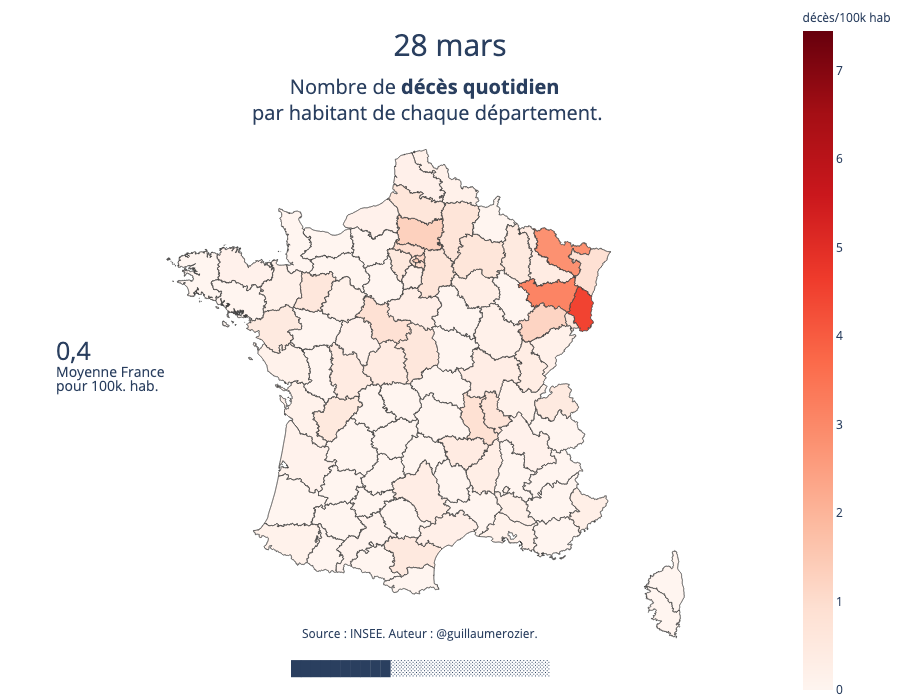 décès/100k hab
28 mars
Nombre de décès quotidien
par habitant de chaque département.
7
6
5
4
3
2
1
0
0,4
Moyenne France
pour 100k. hab.
Source : INSEE. Auteur : @guillaumerozier.